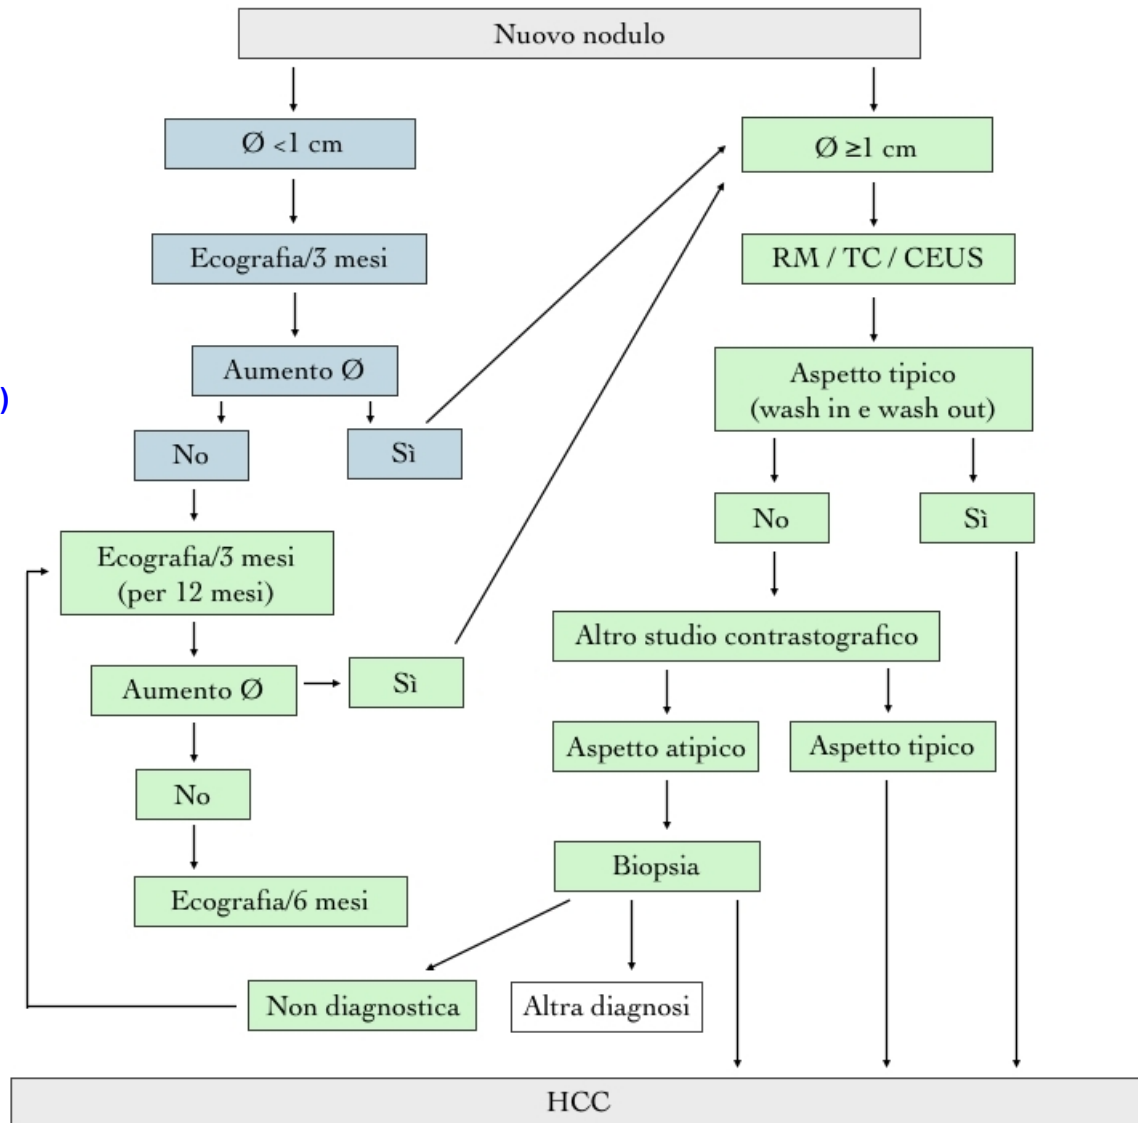 Nuovo nodulo
Ø <1 cm
Ø ≥1 cm
Ecografia/3 mesi
RM / TC / CEUS
Aumento Ø
Aspetto tipico
(wash in e wash out)
)
No
Sì
No
Sì
Ecografia/3 mesi
(per 12 mesi)
Altro studio contrastografico
Aumento Ø
Sì
Aspetto atipico
Aspetto tipico
No
Biopsia
Ecografia/6 mesi
Non diagnostica
Altra diagnosi
HCC